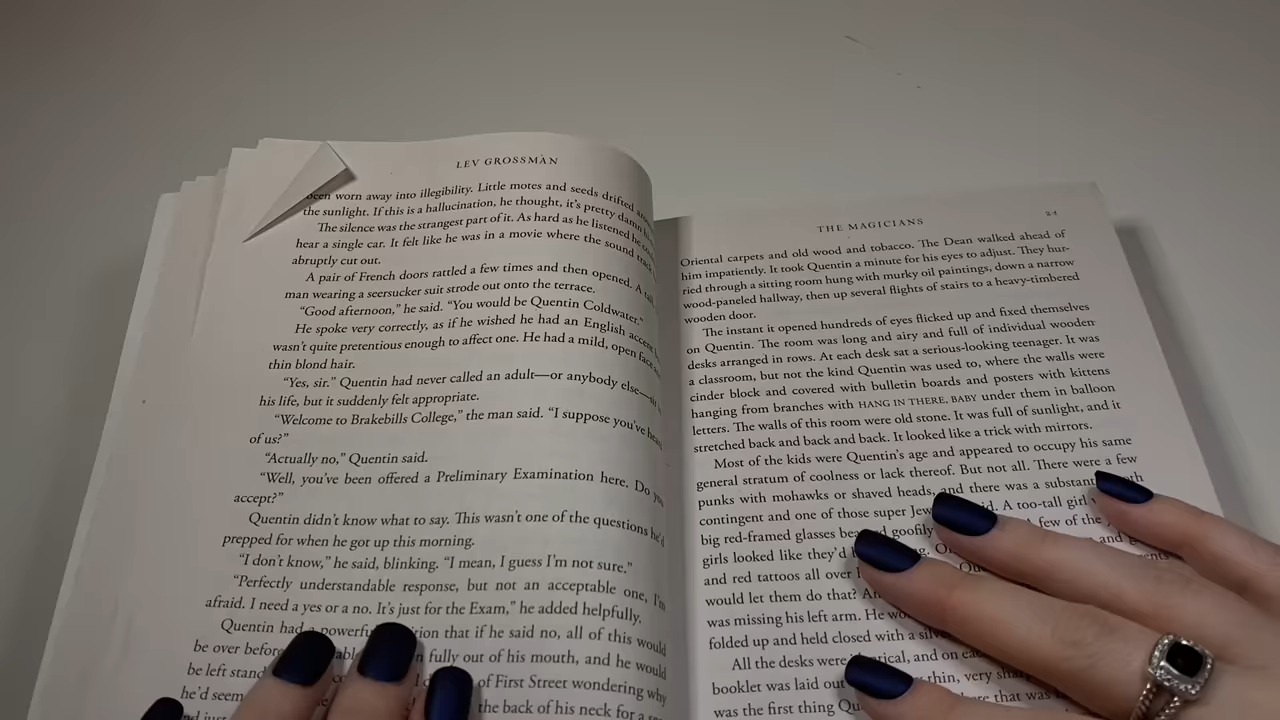 LEV GROSSMAN
been worn away into illegibility. Little motes and seeds drifted
the sunlight. If this is a hallucination, he thought, it's pretty damn
The silence was the strangest part of it. As hard as he listened he
hear a single car. It felt like he was in a movie where the sound
abruptly cut out.
A pair of French doors rattled a few times and then opened. A
man wearing a seersucker suit strode out onto the terrace.
"Good afternoon," he said. "You would be Quentin Coldwater."
He spoke very correctly, as if he wished he had an English accent
wasn't quite pretentious enough to affect one. He had a mild, open
thin blond hair.
"Yes, sir." Quentin had never called an adult—or anybody else—
his life, but it suddenly felt appropriate.
"Welcome to Brakebills College," the man said. "I suppose you've
of us?"
"Actually no," Quentin said.
"Well, you've been offered a Preliminary Examination here. Do you
accept?"
Quentin didn't know what to say. This wasn't one of the questions he'd
prepped for when he got up this morning.
"I don't know," he said, blinking. "I mean, I guess I'm not sure."
"Perfectly understandable response, but not an acceptable one, I'm
afraid. I need a yes or a no. It's just for the Exam," he added helpfully.
Quentin had a that if he said no, all of this would
be over before fully out of his mouth, and he would
be left of First Street wondering why
he'd the back of his neck for a
THE MAGICIANS
Oriental carpets and old wood and tobacco. The Dean walked ahead of
him impatiently. It took Quentin a minute for his eyes to adjust. They hur-
ried through a sitting room hung with murky oil paintings, down a narrow
wood-paneled hallway, then up several flights of stairs to a heavy-timbered
wooden door.
The instant it opened hundreds of eyes flicked up and fixed themselves
on Quentin. The room was long and airy and full of individual wooden
desks arranged in rows. At each desk sat a serious-looking teenager. It was
a classroom, but not the kind Quentin was used to, where the walls were
cinder block and covered with bulletin boards and posters with kittens
hanging from branches with HANG IN THERE, BABY under them in balloon
letters. The walls of this room were old stone. It was full of sunlight, and it
stretched back and back and back. It looked like a trick with mirrors.
Most of the kids were Quentin's age and appeared to occupy his same
general stratum of coolness or lack thereof. But not all. There were a few
punks with mohawks or shaved heads, and there was a substantial
contingent and one of those super A too-tall girl
big red-framed glasses goofily A few of the
girls looked like they'd
and red tattoos all over
would let them do that?
was missing his left arm. He
folded up and held closed with a
All the desks were and on
booklet was laid out very
was the first thing that was